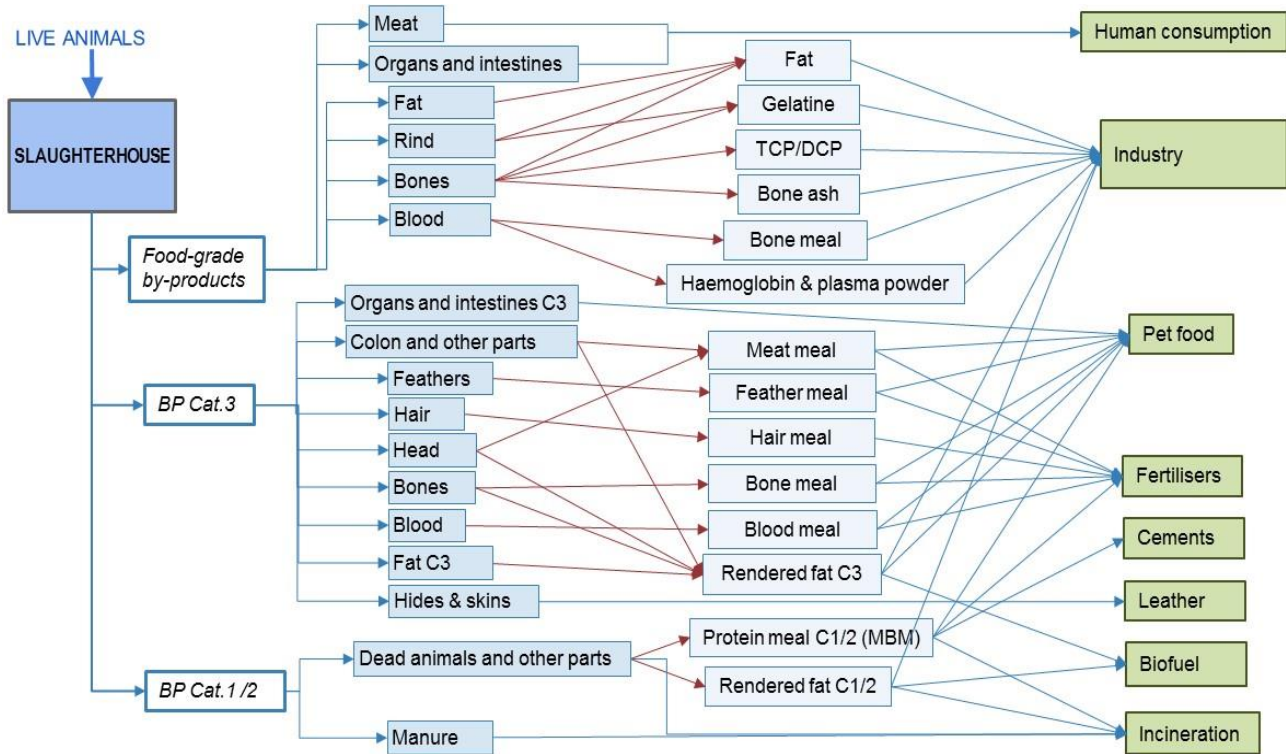 LIVE ANIMALS
SLAUGHTERHOUSE
Food-grade
by-products
BP Cat.3
BP Cat.1 /2
Meat
Organs and intestines
Fat
Rind
Bones
Blood
Organs and intestines C3
Colon and other parts
Feathers
Hair
Head
Bones
Blood
Fat C3
Hides & skins
Dead animals and other parts
Manure
Fat
Gelatine
TCP/DCP
Bone ash
Bone meal
Haemoglobin & plasma powder
Meat meal
Feather meal
Hair meal
Bone meal
Blood meal
Rendered fat C3
Protein meal C1/2 (MBM)
Rendered fat C1/2
Human consumption
Industry
Pet food
Fertilisers
Cements
Leather
Biofuel
Incineration